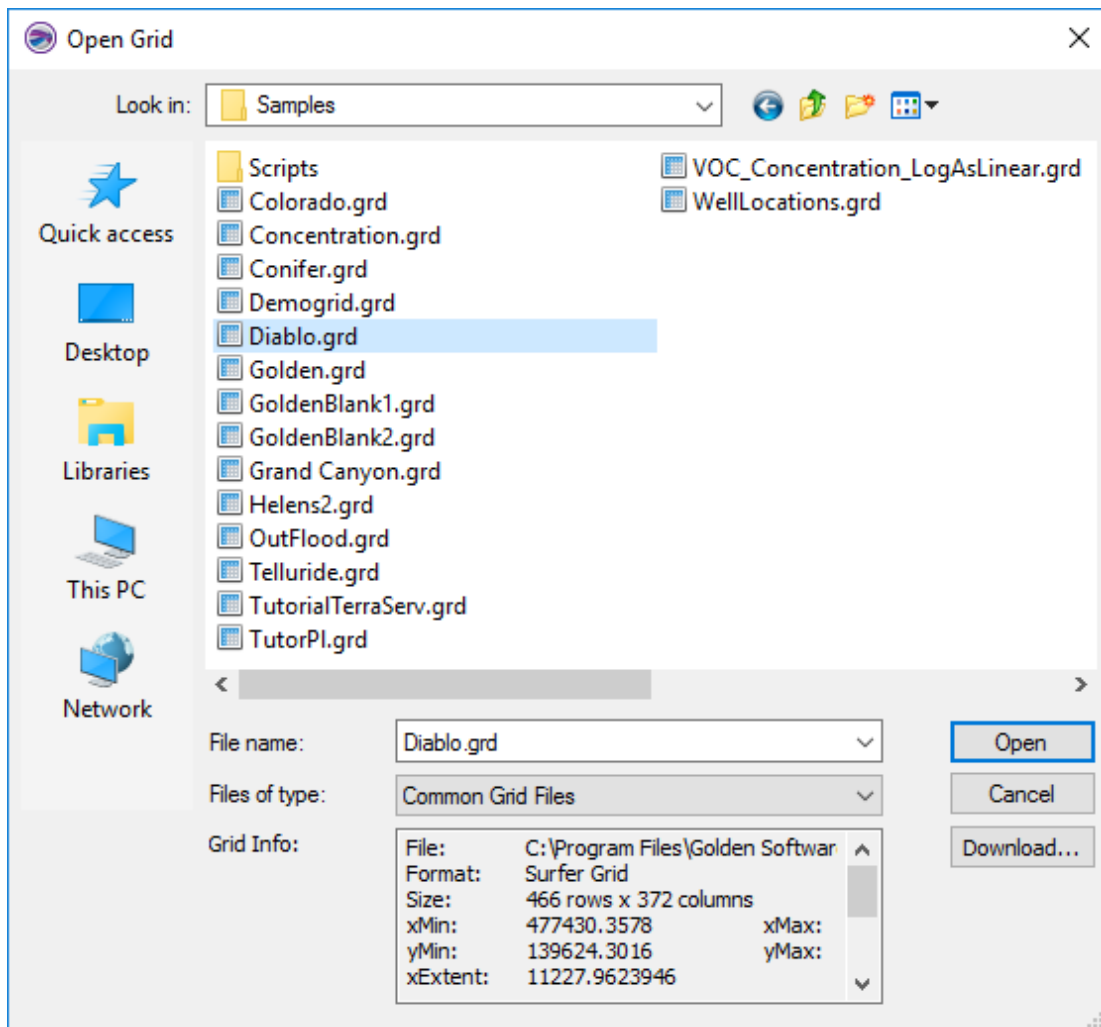 Open Grid
Look in: Samples
Quick access
Desktop
Libraries
This PC
Network
Scripts
Colorado.grd
Concentration.grd
Conifer.grd
Demogrid.grd
Diablo.grd
Golden.grd
GoldenBlank1.grd
GoldenBlank2.grd
Grand Canyon.grd
Helens2.grd
OutFlood.grd
Telluride.grd
TutorialTerraServ.grd
TutorPl.grd
VOC_Concentration_LogAsLinear.grd
WellLocations.grd
File name: Diablo.grd Open
Files of type: Common Grid Files Cancel
Grid Info: Download...
File: C:\Program Files\Golden Softwar
Format: Surfer Grid
Size: 466 rows x 372 columns
xMin: 477430.3578 xMax:
yMin: 139624.3016 yMax:
xExtent: 11227.9623946